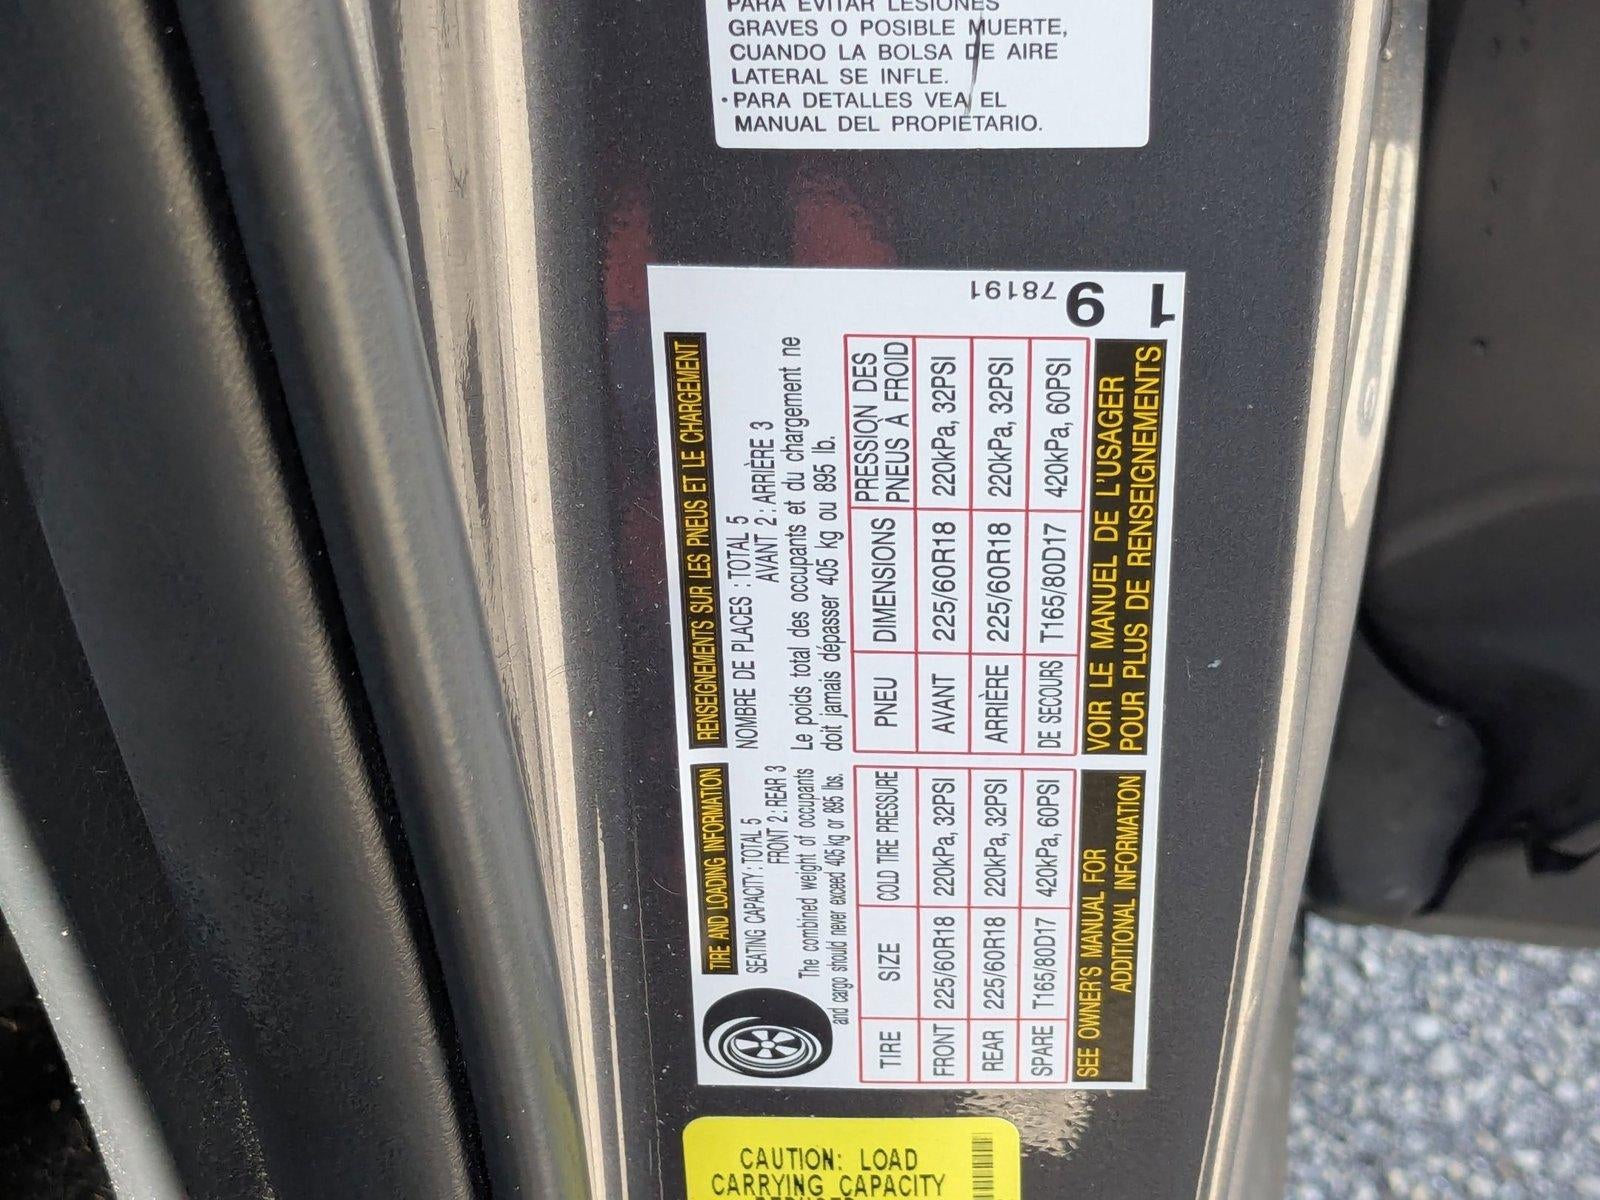 PARA EVITAR LESIONES
GRAVES O POSIBLE MUERTE,
CUANDO LA BOLSA DE AIRE
LATERAL SE INFLE.
•PARA DETALLES VEA EL
MANUAL DEL PROPIETARIO.
TIRE AND LOADING INFORMATION
SEATING CAPACITY : TOTAL 5
FRONT 2 : REAR 3
The combined weight of occupants
and cargo should never exceed 405 kg or 895 lbs.
TIRE SIZE COLD TIRE PRESSURE
FRONT 225/60R18 220kPa, 32PSI
REAR 225/60R18 220kPa, 32PSI
SPARE T165/80D17 420kPa, 60PSI
SEE OWNER'S MANUAL FOR
ADDITIONAL INFORMATION
RENSEIGNEMENTS SUR LES PNEUS ET LE CHARGEMENT
NOMBRE DE PLACES : TOTAL 5
AVANT 2 : ARRIÈRE 3
Le poids total des occupants et du chargement ne
doit jamais dépasser 405 kg ou 895 lb.
PNEU DIMENSIONS PRESSION DES
PNEUS À FROID
AVANT 225/60R18 220kPa, 32PSI
ARRIÈRE 225/60R18 220kPa, 32PSI
DE SECOURS T165/80D17 420kPa, 60PSI
VOIR LE MANUEL DE L'USAGER
POUR PLUS DE RENSEIGNEMENTS
78191
9
1
CAUTION: LOAD
CARRYING CAPACITY
REDUCED